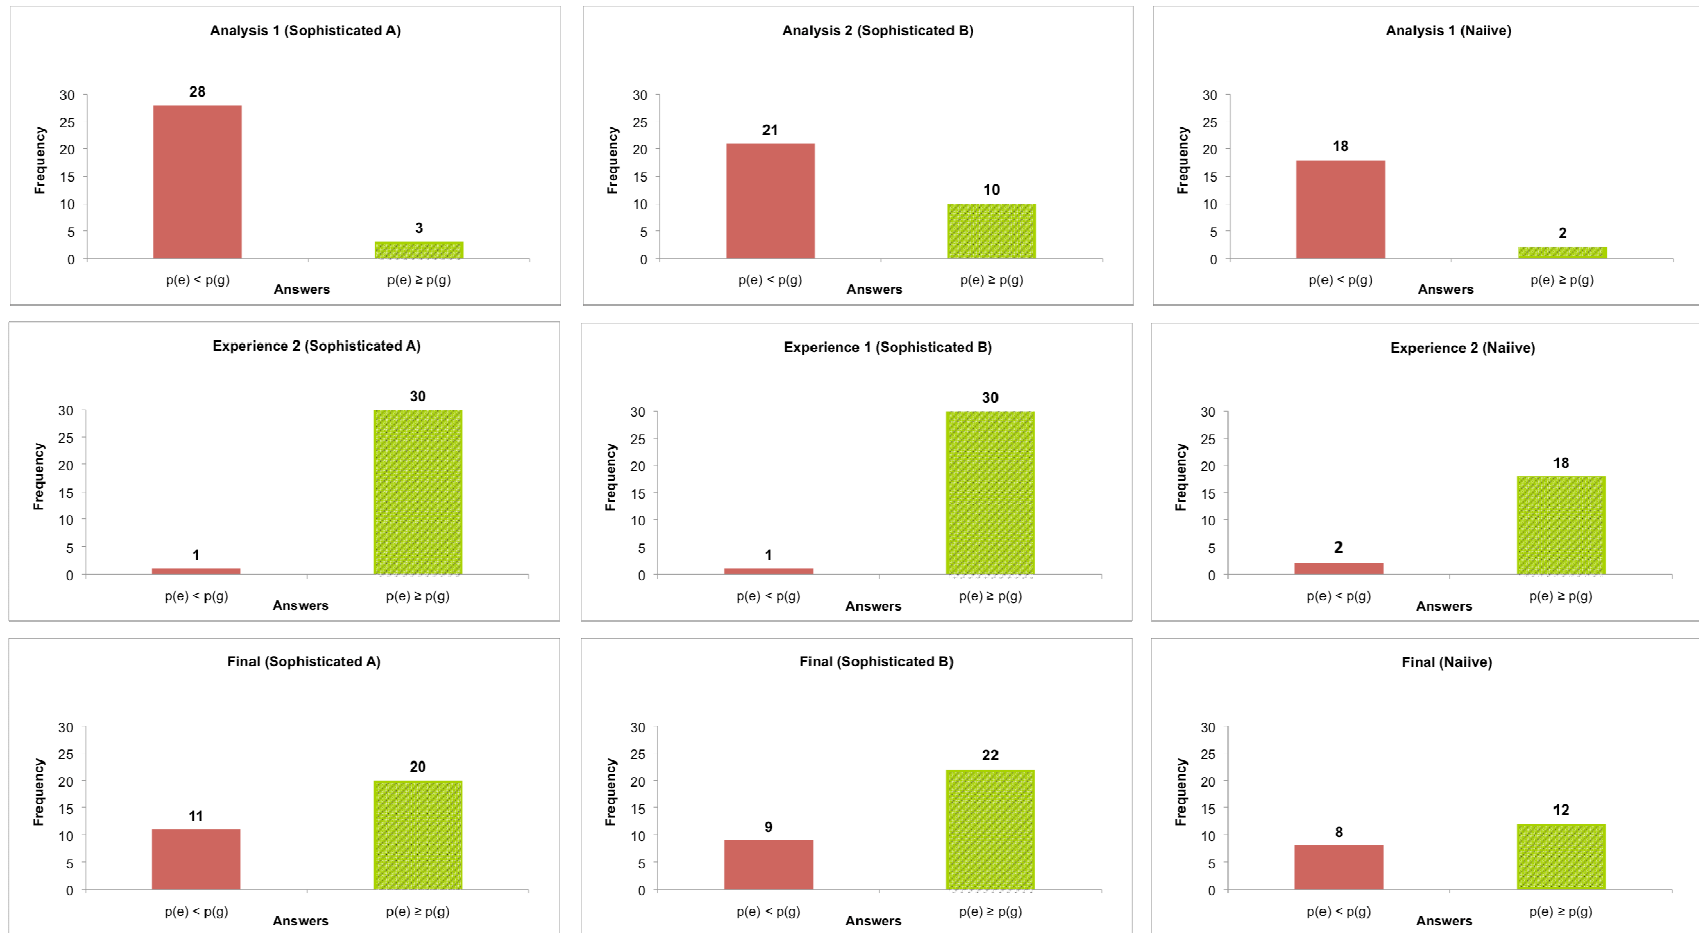 Analysis 1 (Sophisticated A)
28
30
25
20
15
10
5
0
Frequency
3
p(e) < p(g)
p(e) ≥ p(g)
Answers
Analysis 2 (Sophisticated B)
21
30
25
20
15
10
5
0
Frequency
10
p(e) < p(g)
p(e) ≥ p(g)
Answers
Analysis 1 (Naiive)
18
30
25
20
15
10
5
0
Frequency
2
p(e) < p(g)
p(e) ≥ p(g)
Answers
Experience 2 (Sophisticated A)
30
30
25
20
15
10
5
0
Frequency
1
p(e) < p(g)
p(e) ≥ p(g)
Answers
Experience 1 (Sophisticated B)
30
30
25
20
15
10
5
0
Frequency
1
p(e) < p(g)
p(e) ≥ p(g)
Answers
Experience 2 (Naiive)
18
30
25
20
15
10
5
0
Frequency
2
p(e) < p(g)
p(e) ≥ p(g)
Answers
Final (Sophisticated A)
20
30
25
20
15
10
5
0
Frequency
11
p(e) < p(g)
p(e) ≥ p(g)
Answers
Final (Sophisticated B)
22
30
25
20
15
10
5
0
Frequency
9
p(e) < p(g)
p(e) ≥ p(g)
Answers
Final (Naiive)
12
30
25
20
15
10
5
0
Frequency
8
p(e) < p(g)
p(e) ≥ p(g)
Answers